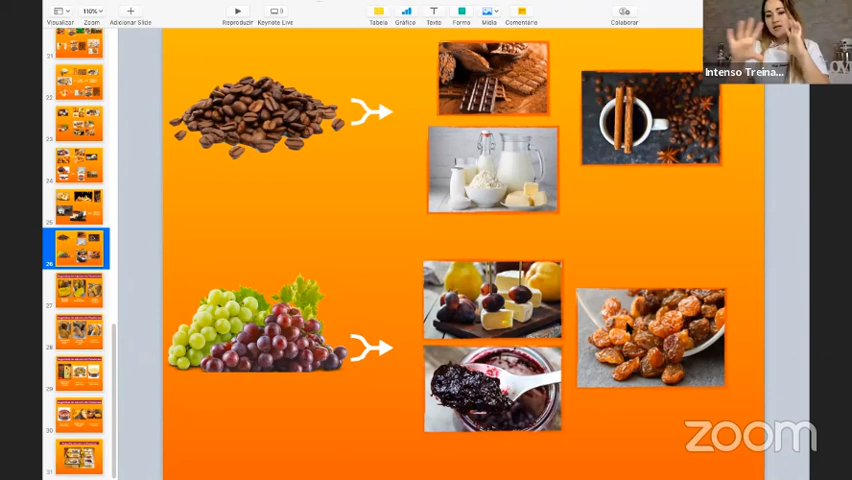 110%
Visualizar
Zoom
Adicionar Slide
Reproduzir
Keynote Live
Tabela
Gráfico
Texto
Forma
Mídia
Comentário
Colaborar
Intenso Treina...
21
22
23
24
25
26
27
28
29
30
31
zoom